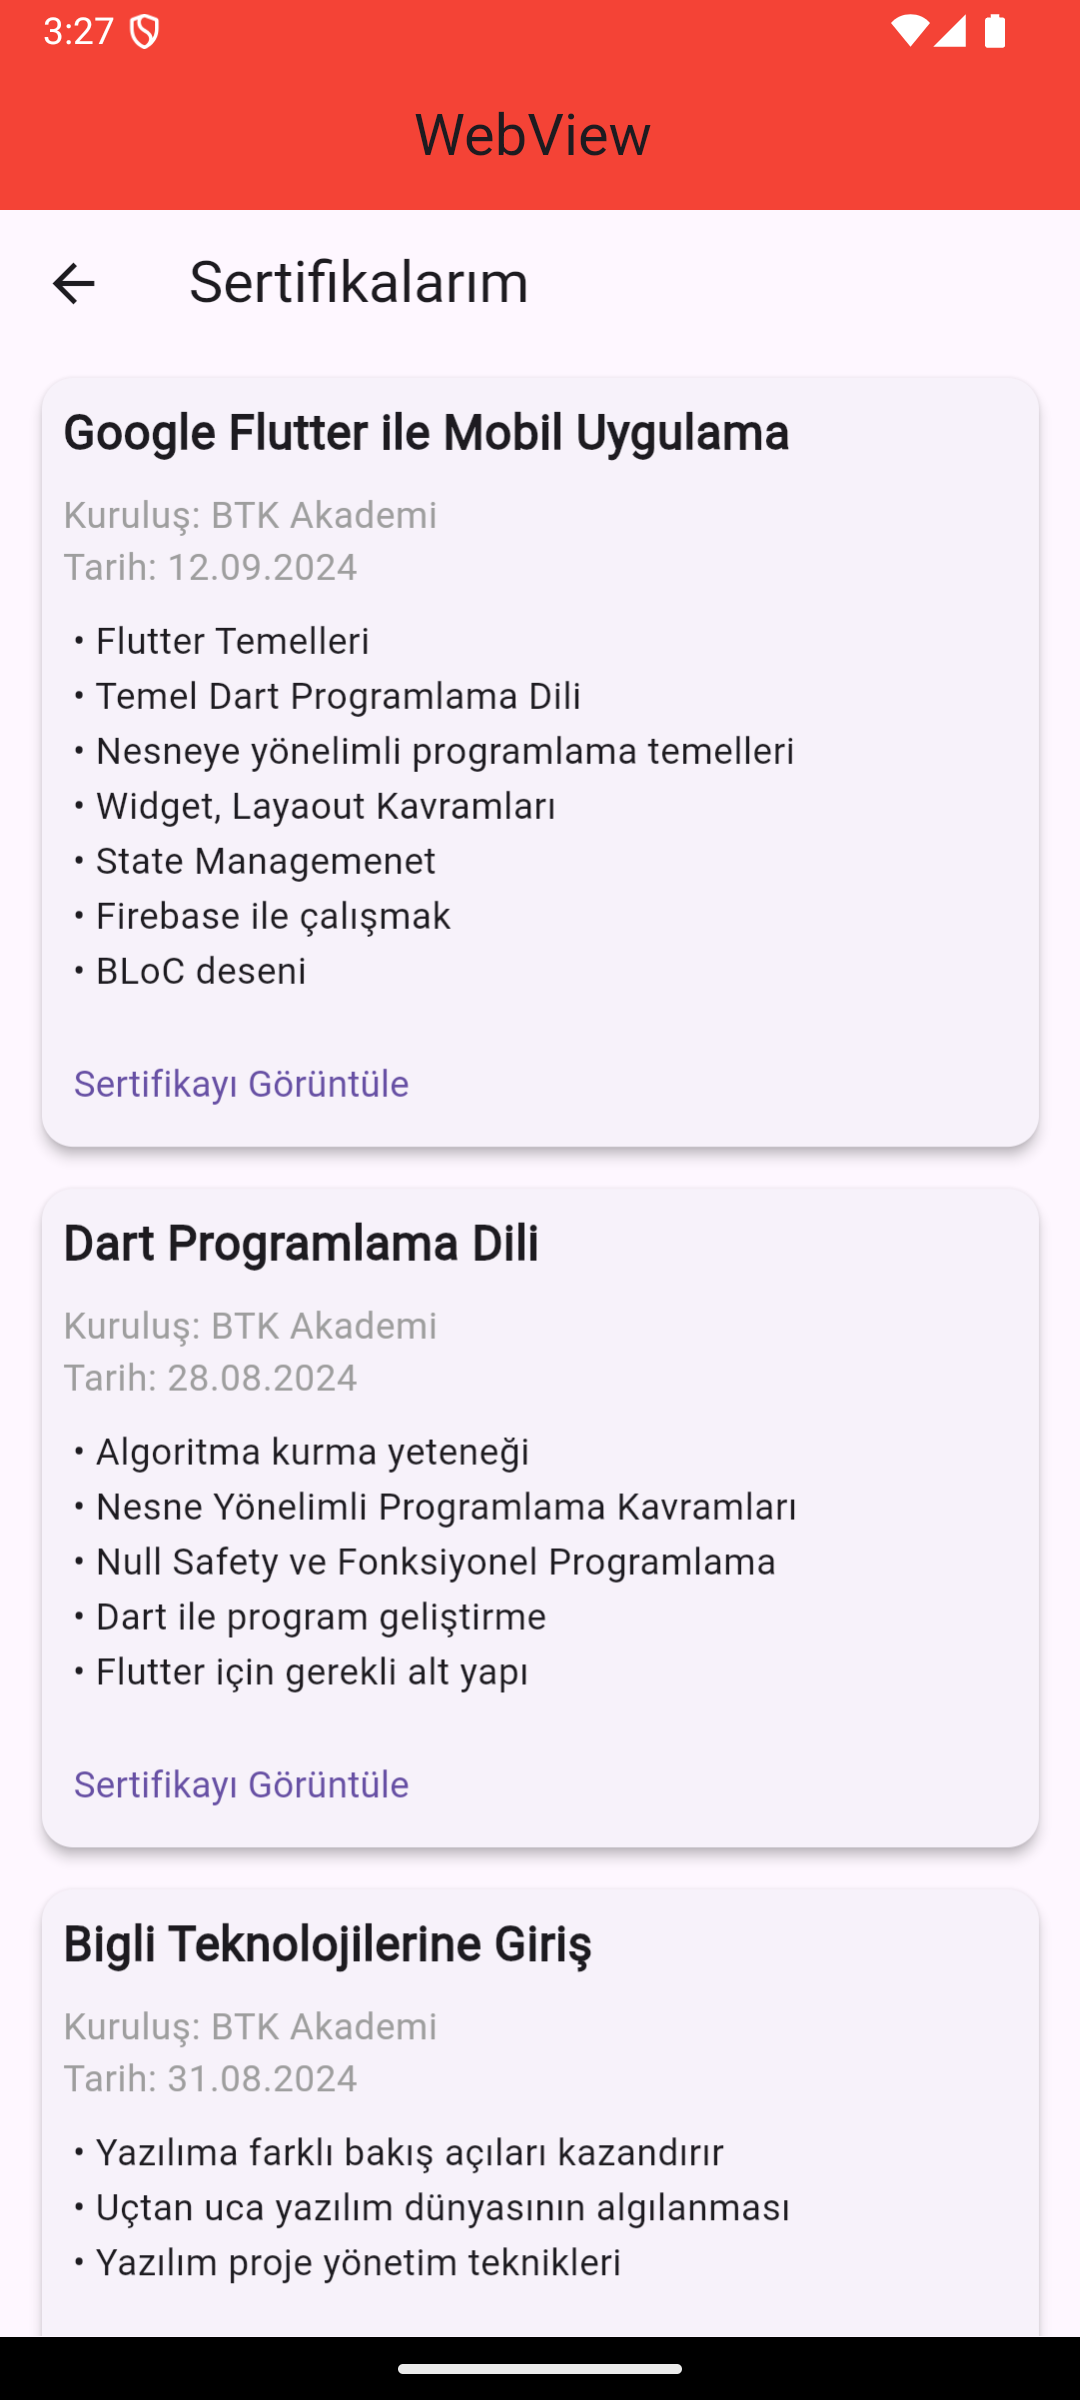 3:27
WebView
Sertifikalarım
Google Flutter ile Mobil Uygulama
Kuruluş: BTK Akademi
Tarih: 12.09.2024
• Flutter Temelleri
• Temel Dart Programlama Dili
• Nesneye yönelimli programlama temelleri
• Widget, Layaout Kavramları
• State Managemenet
• Firebase ile çalışmak
• BLoC deseni
Sertifikayı Görüntüle
Dart Programlama Dili
Kuruluş: BTK Akademi
Tarih: 28.08.2024
• Algoritma kurma yeteneği
• Nesne Yönelimli Programlama Kavramları
• Null Safety ve Fonksiyonel Programlama
• Dart ile program geliştirme
• Flutter için gerekli alt yapı
Sertifikayı Görüntüle
Bigli Teknolojilerine Giriş
Kuruluş: BTK Akademi
Tarih: 31.08.2024
• Yazılıma farklı bakış açıları kazandırır
• Uçtan uca yazılım dünyasının algılanması
• Yazılım proje yönetim teknikleri